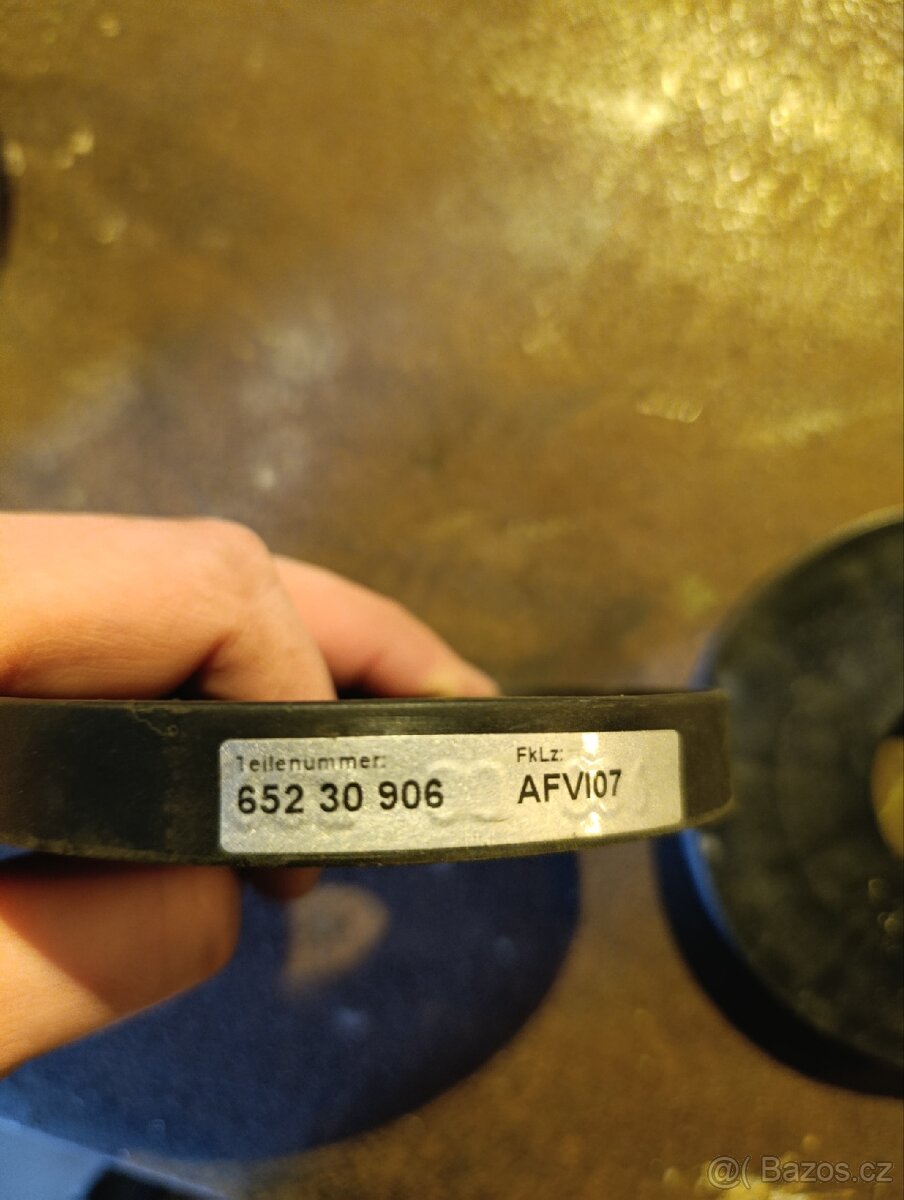 Teilenummer: FkLz:
652 30 906 AFVI07
@( Bazos.cz